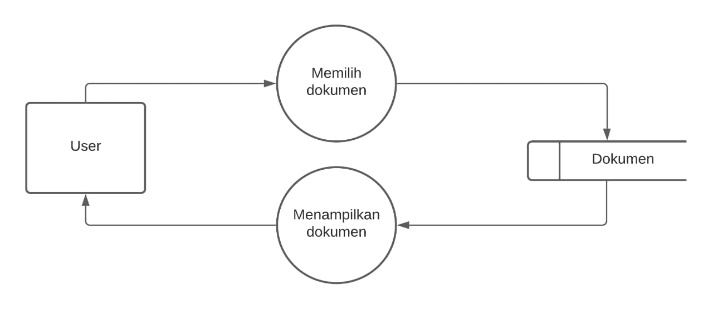 Memilih
dokumen
User
Dokumen
Menampilkan
dokumen